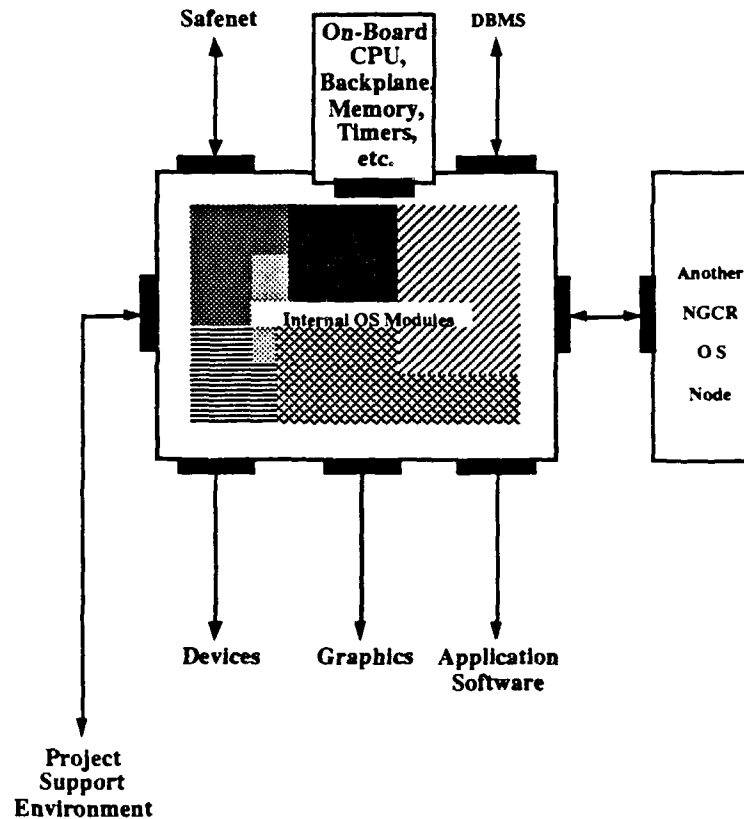 Safenet
On-Board
CPU,
Backplane,
Memory,
Timers,
etc.
DBMS
Internal OS Modules
Another
NGCR
O S
Node
Devices
Graphics
Application
Software
Project
Support
Environment